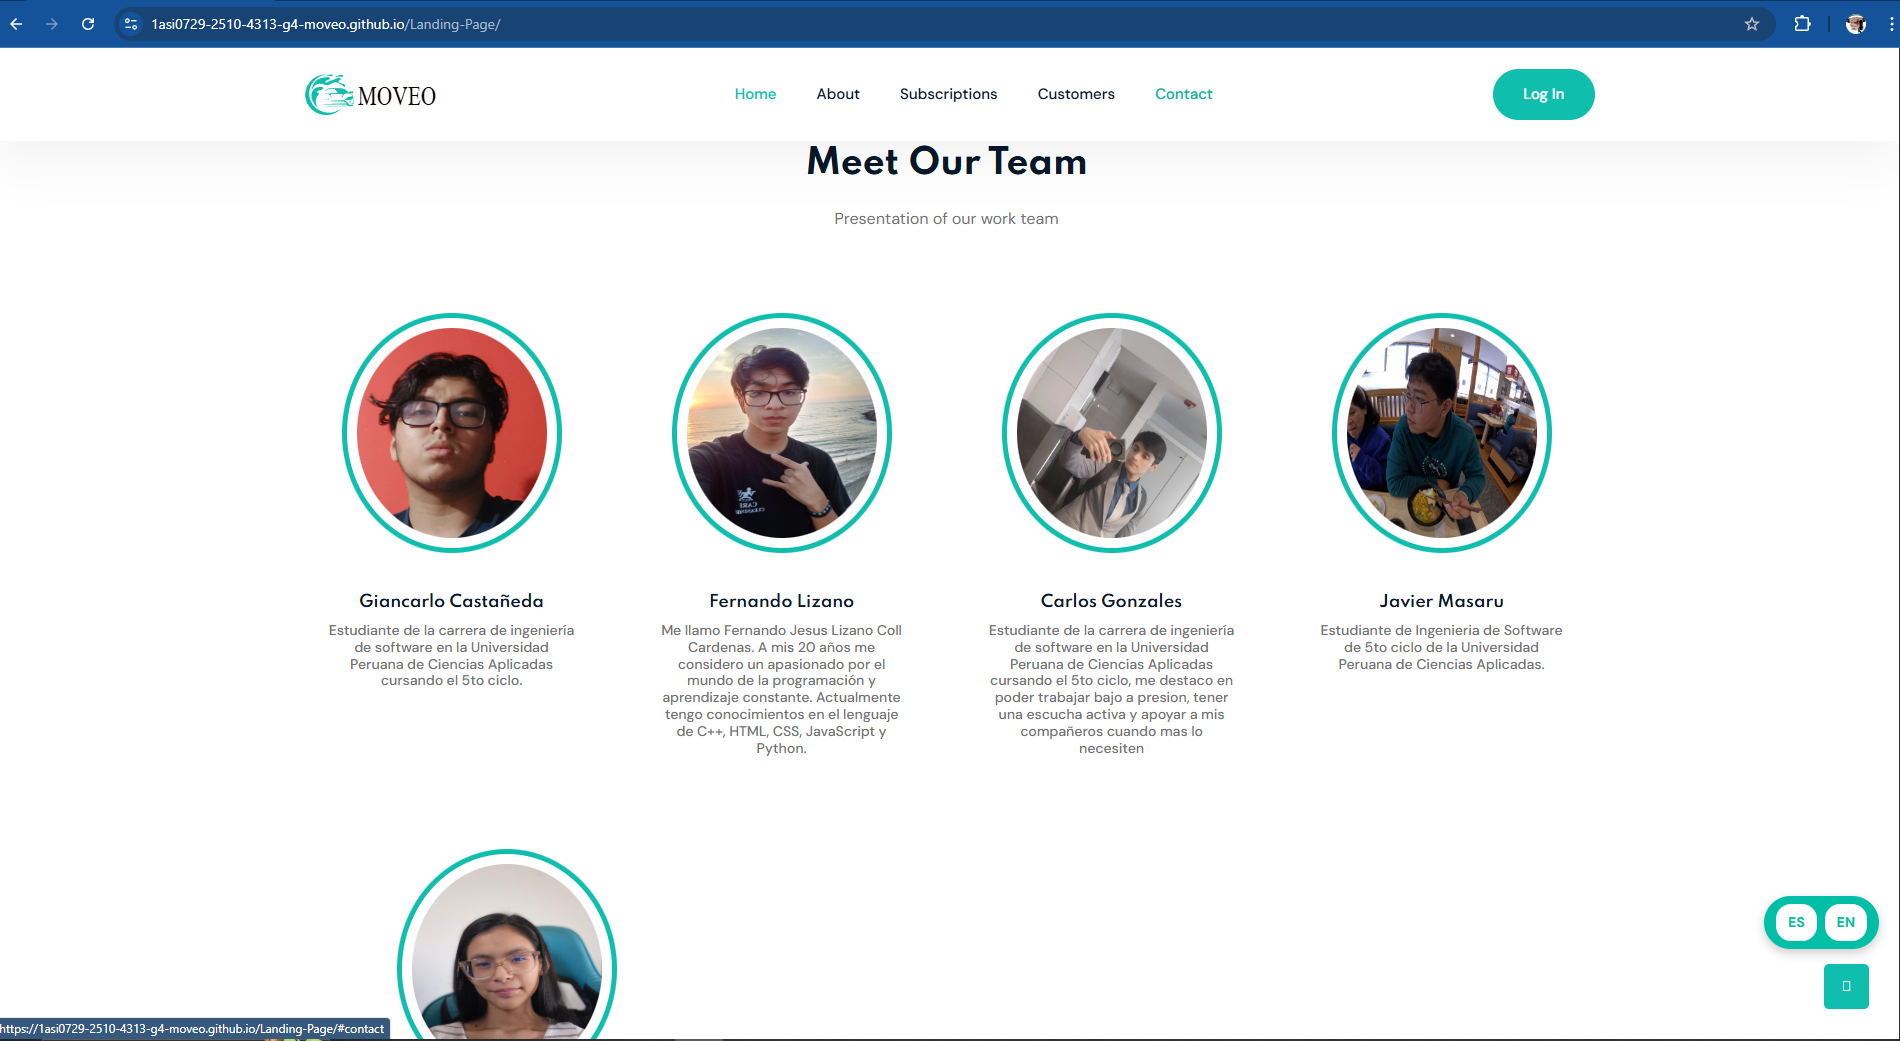 1asi0729-2510-4313-g4-moveo.github.io/Landing-Page/
MOVEO
Home
About
Subscriptions
Customers
Contact
Log In
Meet Our Team
Presentation of our work team
Giancarlo Castañeda
Estudiante de la carrera de ingeniería
de software en la Universidad
Peruana de Ciencias Aplicadas
cursando el 5to ciclo.
Fernando Lizano
Me llamo Fernando Jesus Lizano Coll
Cardenas. A mis 20 años me
considero un apasionado por el
mundo de la programación y
aprendizaje constante. Actualmente
tengo conocimientos en el lenguaje
de C++, HTML, CSS, JavaScript y
Python.
Carlos Gonzales
Estudiante de la carrera de ingeniería
de software en la Universidad
Peruana de Ciencias Aplicadas
cursando el 5to ciclo, me destaco en
poder trabajar bajo a presion, tener
una escucha activa y apoyar a mis
compañeros cuando mas lo
necesiten
Javier Masaru
Estudiante de Ingenieria de Software
de 5to ciclo de la Universidad
Peruana de Ciencias Aplicadas.
ES
EN
https://1asi0729-2510-4313-g4-moveo.github.io/Landing-Page/#contact